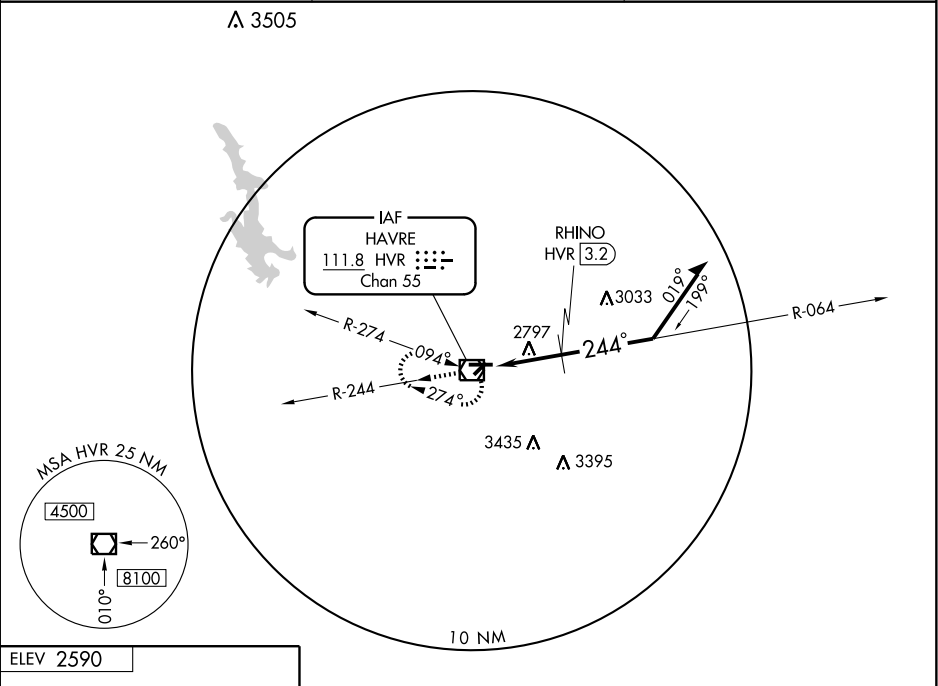 3505
IAF
HAVRE
111.8 HVR
Chan 55
RHINO
HVR 3.2
3033
019°
199°
R-064
2797
244°
R-274
094°
R-244
274°
3435
3395
MSA HVR 25 NM
4500
260°
8100
010°
10 NM
ELEV 2590